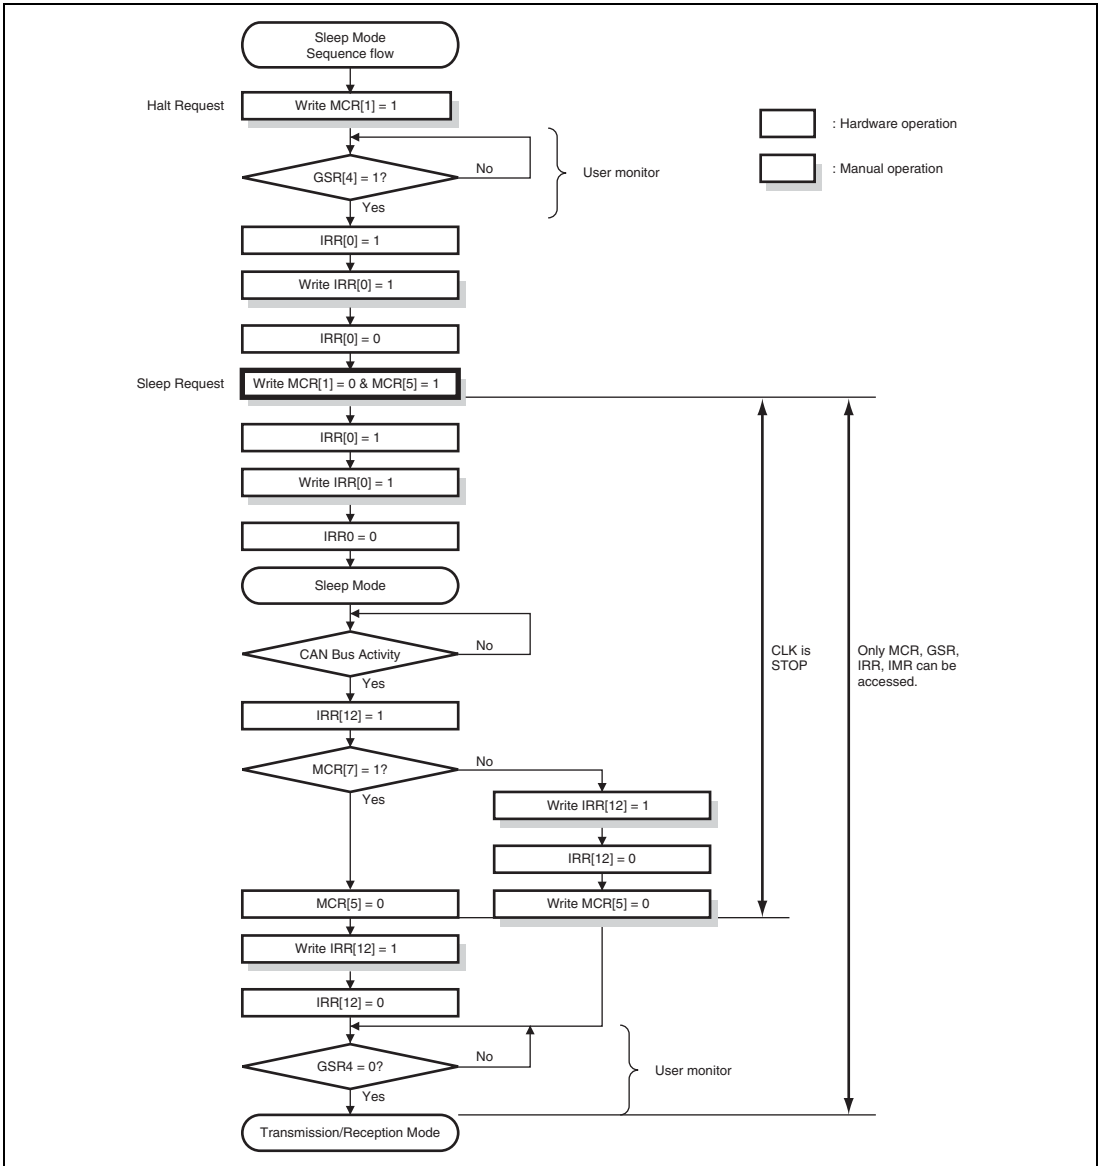 Sleep Mode
Sequence flow
Halt Request
Write MCR[1] = 1
: Hardware operation
: Manual operation
GSR[4] = 1?
No
User monitor
Yes
IRR[0] = 1
Write IRR[0] = 1
IRR[0] = 0
Sleep Request
Write MCR[1] = 0 & MCR[5] = 1
IRR[0] = 1
Write IRR[0] = 1
IRR0 = 0
Sleep Mode
CAN Bus Activity
No
Yes
CLK is
STOP
Only MCR, GSR,
IRR, IMR can be
accessed.
IRR[12] = 1
MCR[7] = 1?
No
Yes
Write IRR[12] = 1
IRR[12] = 0
MCR[5] = 0
Write MCR[5] = 0
Write IRR[12] = 1
IRR[12] = 0
GSR4 = 0?
No
User monitor
Yes
Transmission/Reception Mode